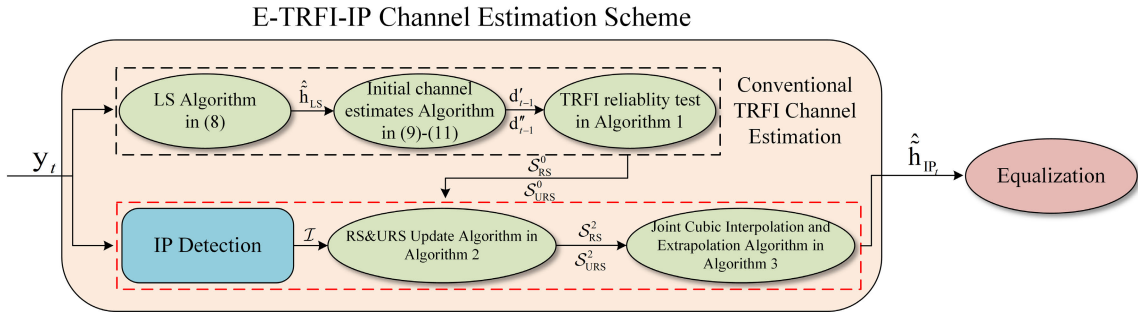 E-TRFI-IP Channel Estimation Scheme
LS Algorithm
in (8)
ĥ̃_LS
Initial channel
estimates Algorithm
in (9)-(11)
d′_{t−1}
d″_{t−1}
TRFI reliablity test
in Algorithm 1
Conventional
TRFI Channel
Estimation
y_t
S⁰_RS
S⁰_URS
IP Detection
I
RS&URS Update Algorithm in
Algorithm 2
S²_RS
S²_URS
Joint Cubic Interpolation and
Extrapolation Algorithm in
Algorithm 3
ĥ̃_{IP_t}
Equalization